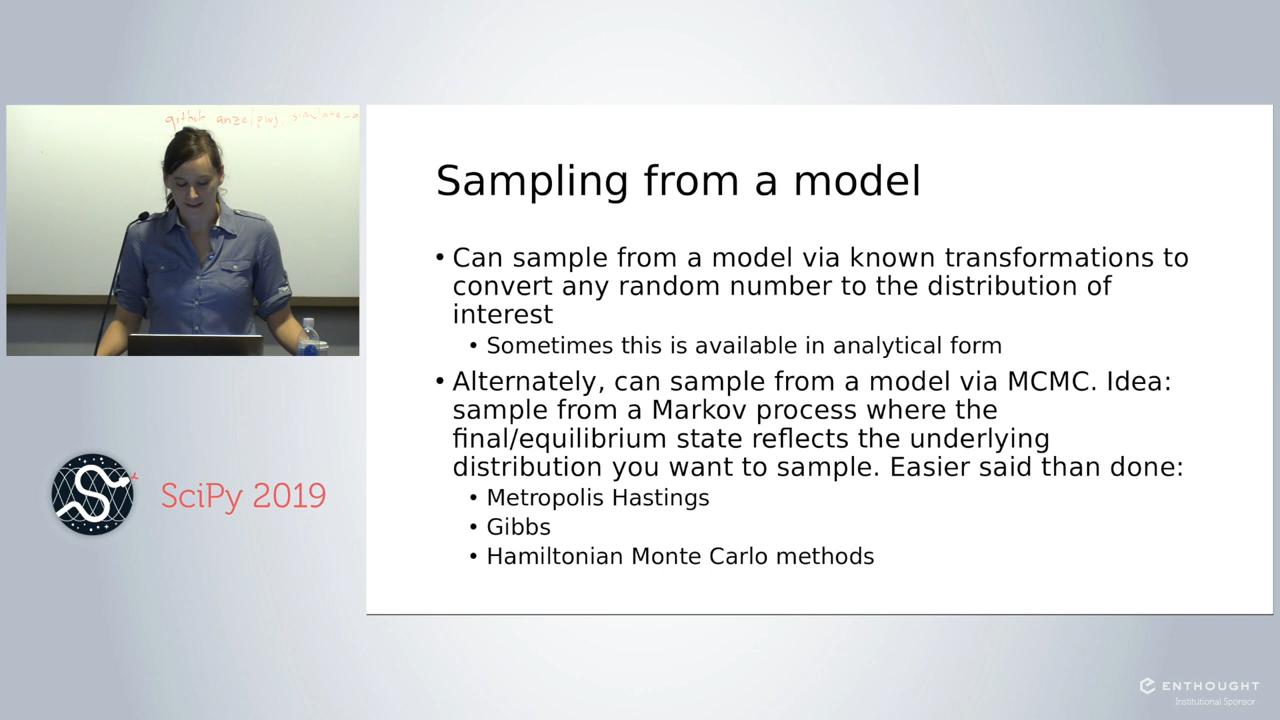 github
Sampling from a model
• Can sample from a model via known transformations to
convert any random number to the distribution of
interest
• Sometimes this is available in analytical form
• Alternately, can sample from a model via MCMC. Idea:
sample from a Markov process where the
final/equilibrium state reflects the underlying
distribution you want to sample. Easier said than done:
• Metropolis Hastings
• Gibbs
• Hamiltonian Monte Carlo methods
SciPy 2019
ENTHOUGHT
Institutional Sponsor